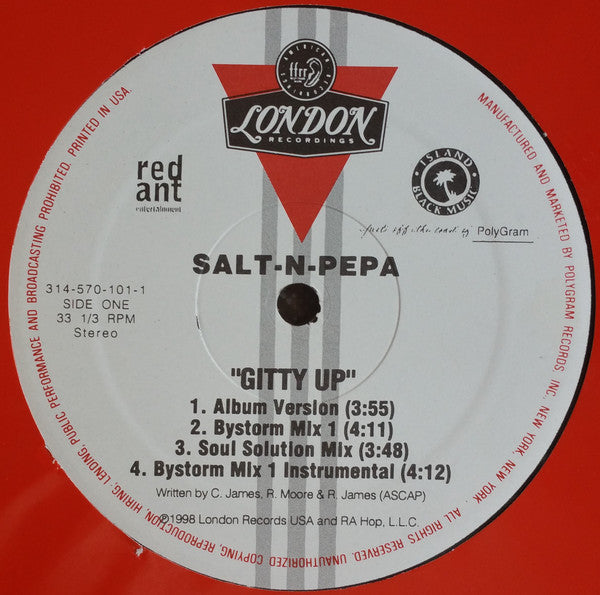 AMERICAN
ffrr
RECORDINGS
LONDON
RECORDINGS
red
ant
entertainment
ISLAND
BLACK MUSIC
PolyGram
SALT-N-PEPA
314-570-101-1
SIDE ONE
33 1/3 RPM
Stereo
"GITTY UP"
1. Album Version (3:55)
2. Bystorm Mix 1 (4:11)
3. Soul Solution Mix (3:48)
4. Bystorm Mix 1 Instrumental (4:12)
Written by C. James, R. Moore & R. James (ASCAP)
℗1998 London Records USA and RA Hop, L.L.C.
MANUFACTURED AND MARKETED BY POLYGRAM RECORDS INC. NEW YORK, NEW YORK. ALL RIGHTS RESERVED. UNAUTHORIZED COPYING, REPRODUCTION, HIRING, LENDING, PUBLIC PERFORMANCE AND BROADCASTING PROHIBITED. PRINTED IN USA.